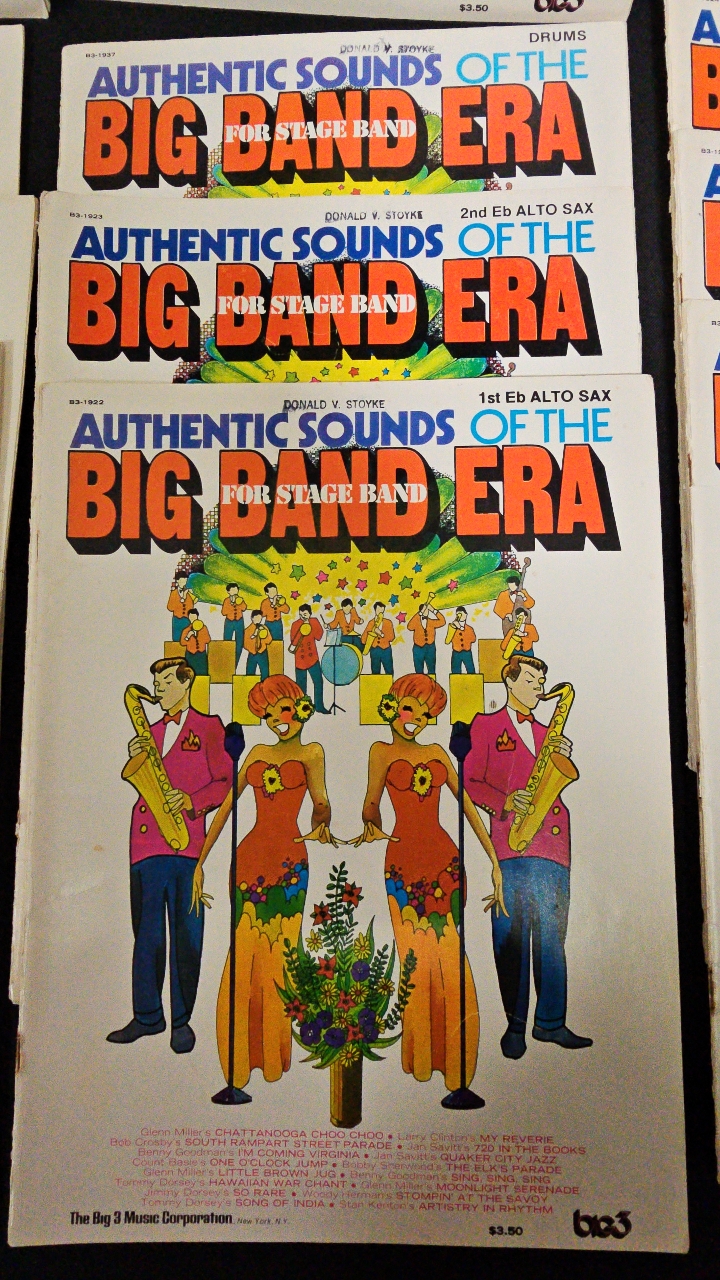 $3.50
big3
B3-1937
DONALD V. STOYKE
DRUMS
AUTHENTIC SOUNDS OF THE
BIG BAND ERA
FOR STAGE BAND
B3-1923
DONALD V. STOYKE
2nd Eb ALTO SAX
AUTHENTIC SOUNDS OF THE
BIG BAND ERA
FOR STAGE BAND
B3-1922
DONALD V. STOYKE
1st Eb ALTO SAX
AUTHENTIC SOUNDS OF THE
BIG BAND ERA
FOR STAGE BAND
Glenn Miller's CHATTANOOGA CHOO CHOO • Larry Clinton's MY REVERIE
Bob Crosby's SOUTH RAMPART STREET PARADE • Jan Savitt's 720 IN THE BOOKS
Benny Goodman's I'M COMING VIRGINIA • Jan Savitt's QUAKER CITY JAZZ
Count Basie's ONE O'CLOCK JUMP • Bobby Sherwood's THE ELK'S PARADE
Glenn Miller's LITTLE BROWN JUG • Benny Goodman's SING, SING, SING
Tommy Dorsey's HAWAIIAN WAR CHANT • Glenn Miller's MOONLIGHT SERENADE
Jimmy Dorsey's SO RARE • Woody Herman's STOMPIN' AT THE SAVOY
Tommy Dorsey's SONG OF INDIA • Stan Kenton's ARTISTRY IN RHYTHM
The Big 3 Music Corporation, New York, N.Y.
$3.50
big3